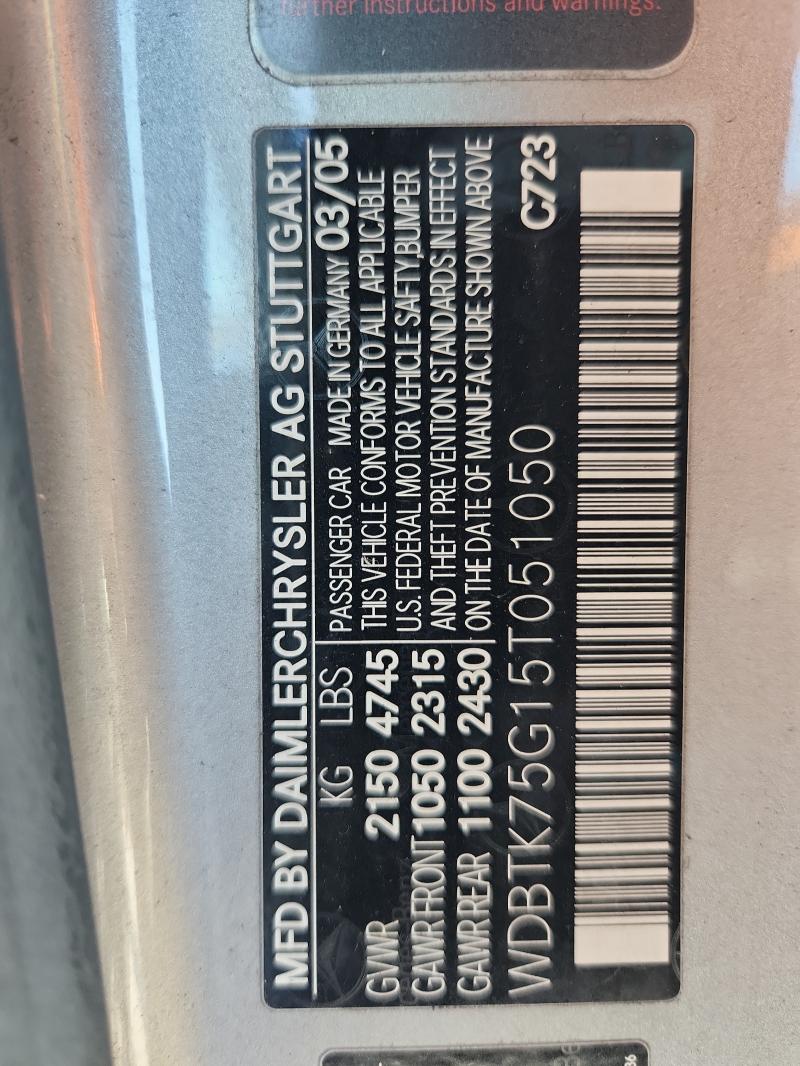 further instructions and warnings.
MFD BY DAIMLERCHRYSLER AG STUTTGART
KG LBS
GVWR 2150 4745
GAWR FRONT 1050 2315
GAWR REAR 1100 2430
PASSENGER CAR MADE IN GERMANY 03/05
THIS VEHICLE CONFORMS TO ALL APPLICABLE
U.S. FEDERAL MOTOR VEHICLE SAFTY,BUMPER
AND THEFT PREVENTION STANDARDS IN EFFECT
ON THE DATE OF MANUFACTURE SHOWN ABOVE
C723
WDBTK75G15T051050